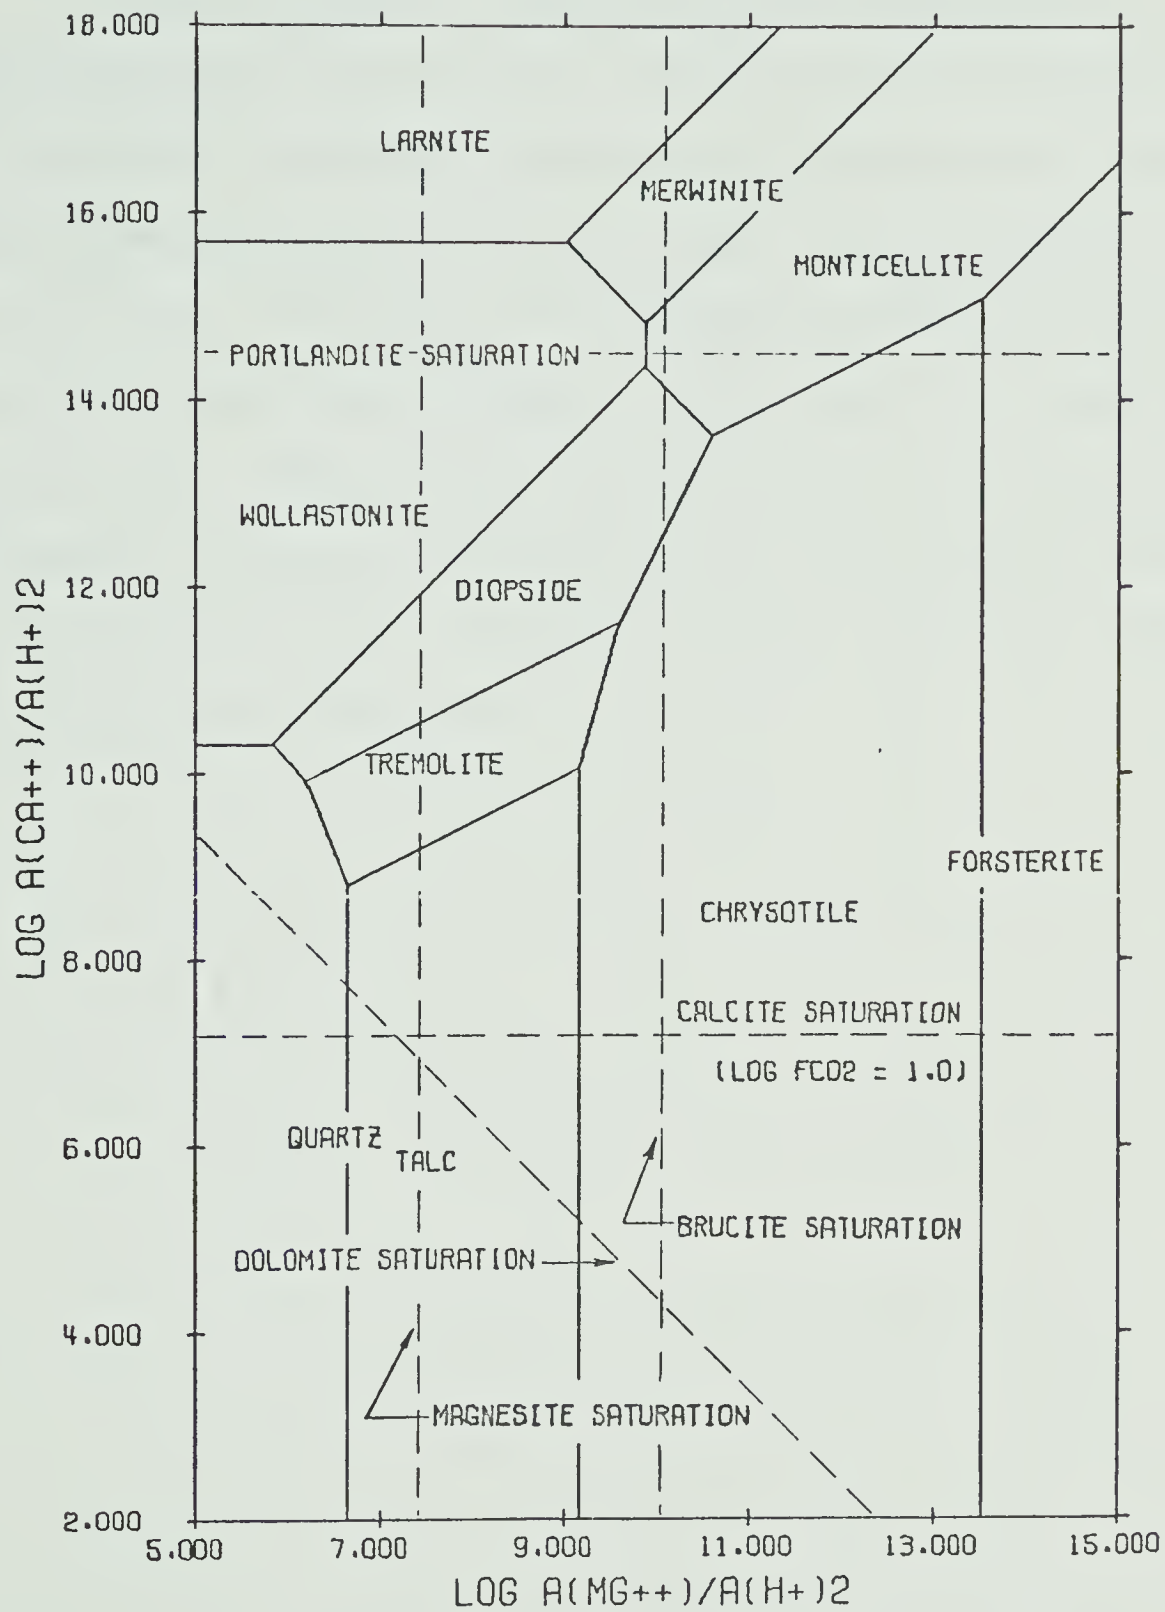 18.000
LARNITE
MERWINITE
16.000
MONTICELLITE
PORTLANDITE SATURATION
14.000
WOLLASTONITE
12.000
DIOPSIDE
LOG A(CA++)/A(H+)2
10.000
TREMOLITE
FORSTERITE
CHRYSOTILE
8.000
CALCITE SATURATION
(LOG FCO2 = 1.0)
6.000
QUARTZ
TALC
BRUCITE SATURATION
DOLOMITE SATURATION
4.000
MAGNESITE SATURATION
2.000
5.000 7.000 9.000 11.000 13.000 15.000
LOG A(MG++)/A(H+)2